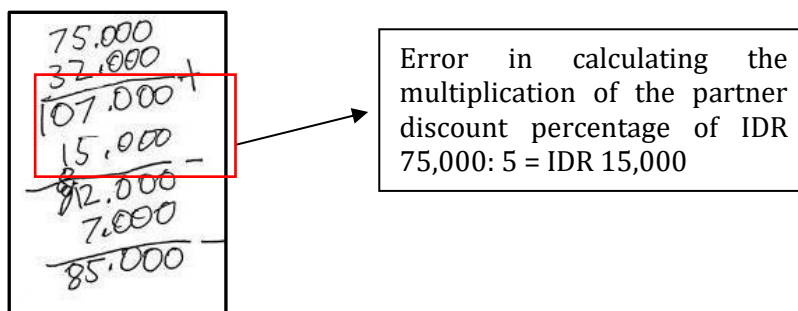 75.000
32.000 +
107.000
15.000 -
92.000
7.000 -
85.000
Error in calculating the
multiplication of the partner
discount percentage of IDR
75,000: 5 = IDR 15,000